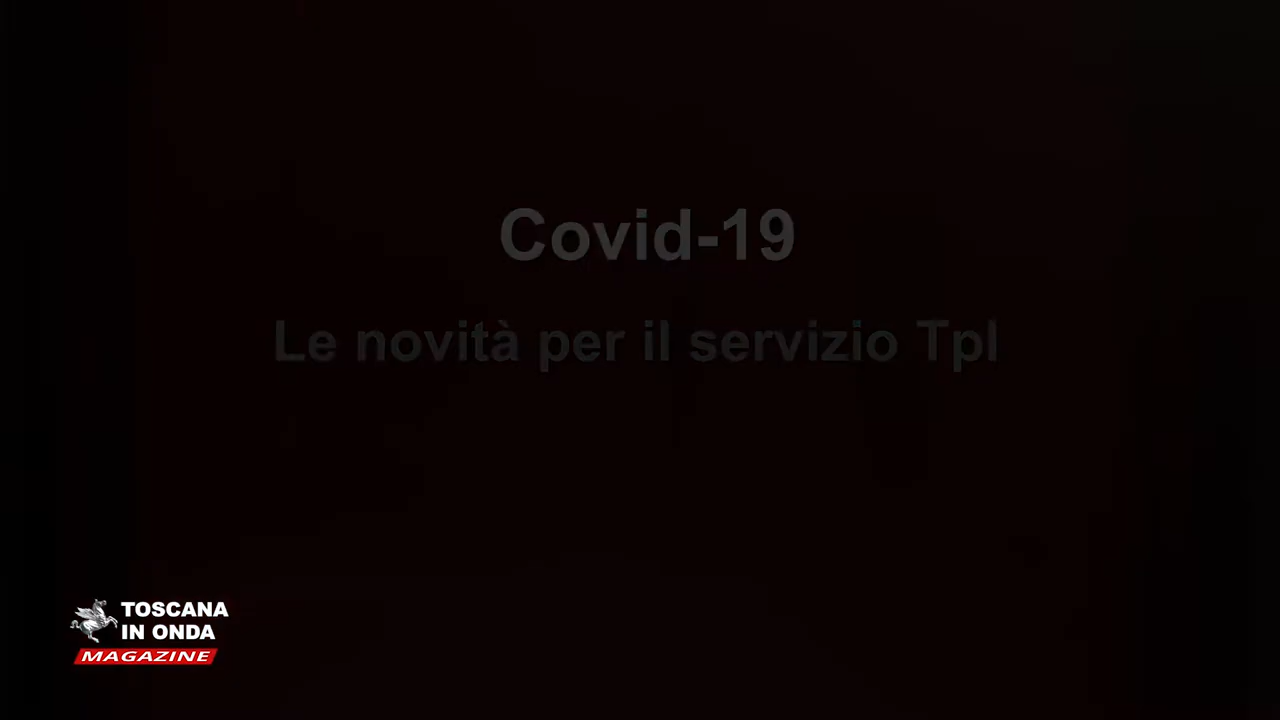 Covid-19
Le novità per il servizio Tpl
TOSCANA
IN ONDA
MAGAZINE